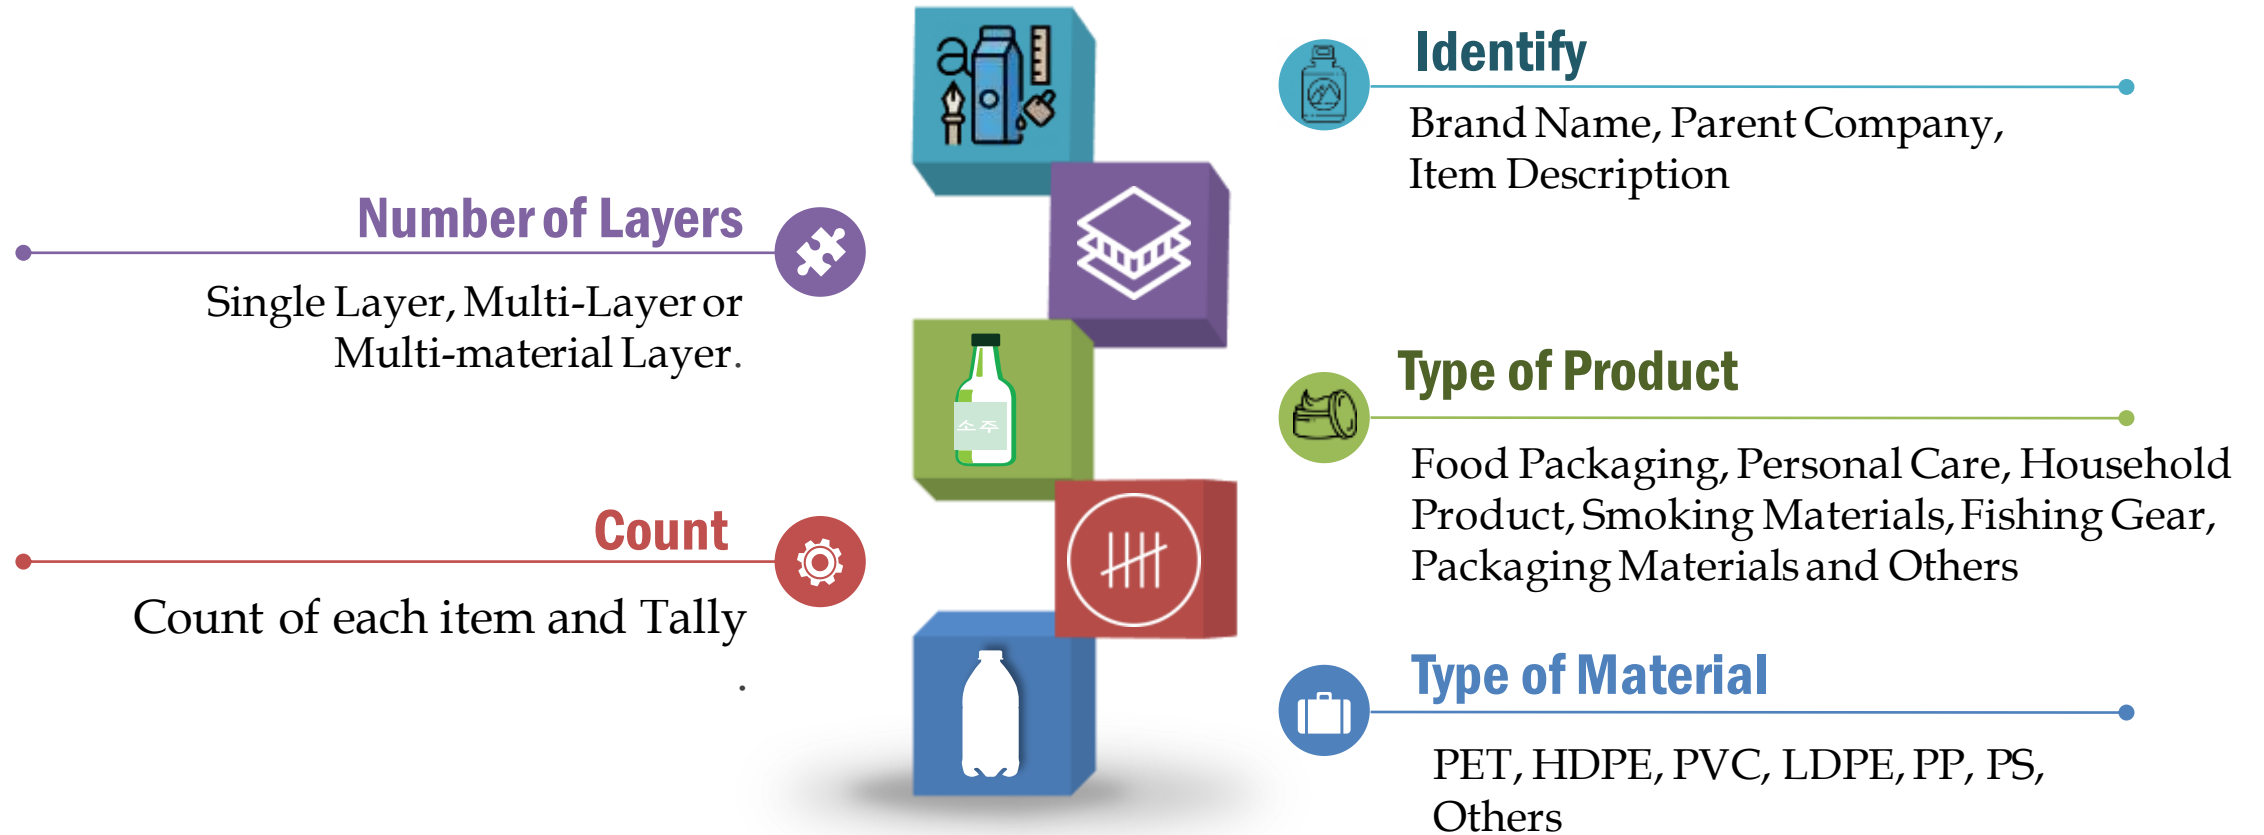 a
Identify
Brand Name, Parent Company,
Item Description
Number of Layers
Single Layer, Multi-Layer or
Multi-material Layer.
소주
Type of Product
Food Packaging, Personal Care, Household
Product, Smoking Materials, Fishing Gear,
Packaging Materials and Others
Count
Count of each item and Tally
.
Type of Material
PET, HDPE, PVC, LDPE, PP, PS,
Others